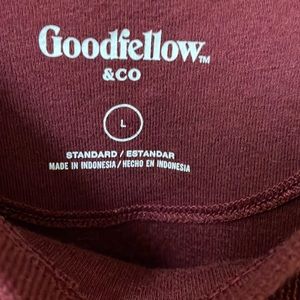 Goodfellow™
&CO
L
STANDARD / ESTANDAR
MADE IN INDONESIA / HECHO EN INDONESIA